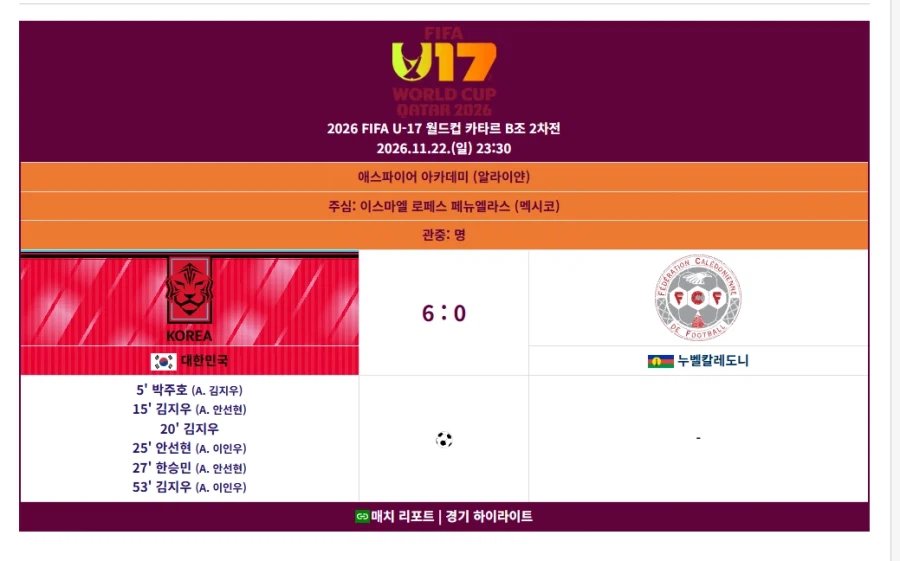 FIFA
U17
WORLD CUP
QATAR 2026
2026 FIFA U-17 월드컵 카타르 B조 2차전
2026.11.22.(일) 23:30
애스파이어 아카데미 (알라이얀)
주심: 이스마엘 로페스 페뉴엘라스 (멕시코)
관중: 명
KOREA
6 : 0
FÉDÉRATION CALÉDONIENNE
FCF
DE FOOTBALL
대한민국
누벨칼레도니
5' 박주호 (A. 김지우)
15' 김지우 (A. 안선현)
20' 김지우
25' 안선현 (A. 이인우)
27' 한승민 (A. 안선현)
53' 김지우 (A. 이인우)
-
매치 리포트 | 경기 하이라이트